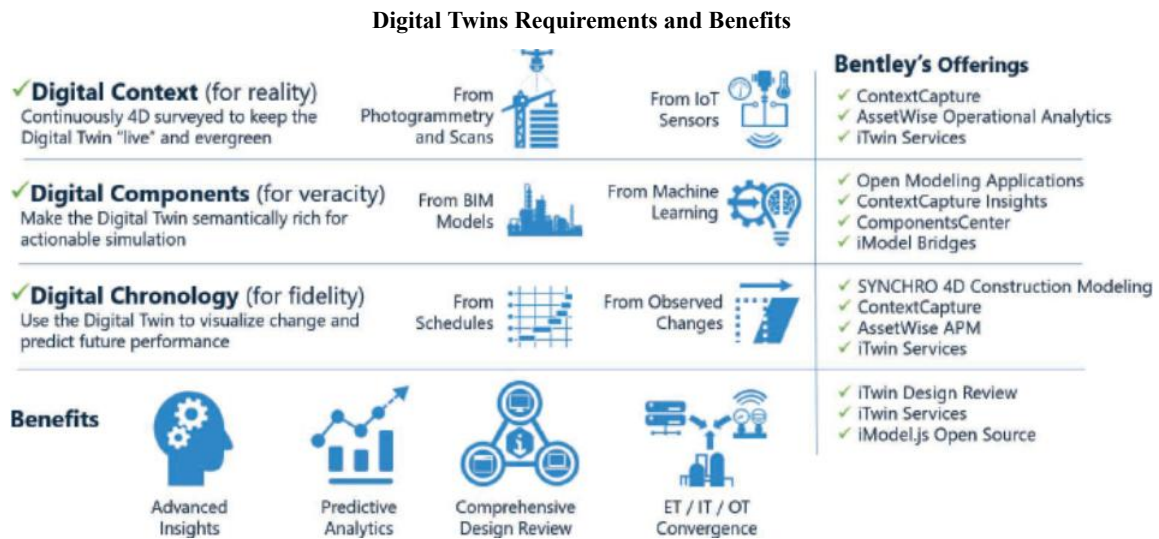 Digital Twins Requirements and Benefits
✓Digital Context (for reality)
Continuously 4D surveyed to keep the
Digital Twin "live" and evergreen
From
Photogrammetry
and Scans
From IoT
Sensors
Bentley's Offerings
✓ ContextCapture
✓ AssetWise Operational Analytics
✓ iTwin Services
✓Digital Components (for veracity)
Make the Digital Twin semantically rich for
actionable simulation
From BIM
Models
From Machine
Learning
✓ Open Modeling Applications
✓ ContextCapture Insights
✓ ComponentsCenter
✓ iModel Bridges
✓Digital Chronology (for fidelity)
Use the Digital Twin to visualize change and
predict future performance
From
Schedules
From Observed
Changes
✓ SYNCHRO 4D Construction Modeling
✓ ContextCapture
✓ AssetWise APM
✓ iTwin Services
Benefits
Advanced
Insights
Predictive
Analytics
Comprehensive
Design Review
ET / IT / OT
Convergence
✓ iTwin Design Review
✓ iTwin Services
✓ iModel.js Open Source